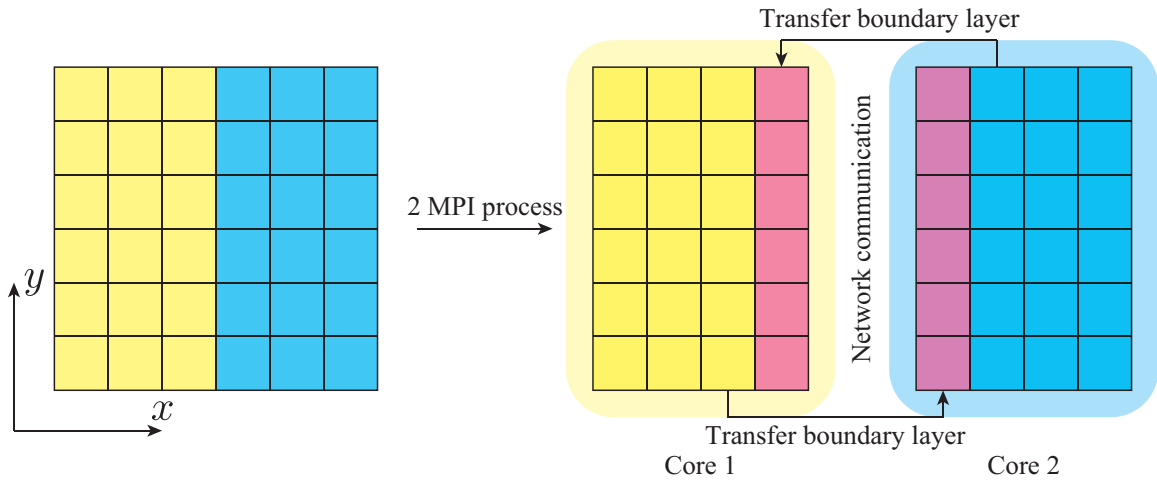 Transfer boundary layer
2 MPI process
Network communication
y
x
Transfer boundary layer
Core 1
Core 2